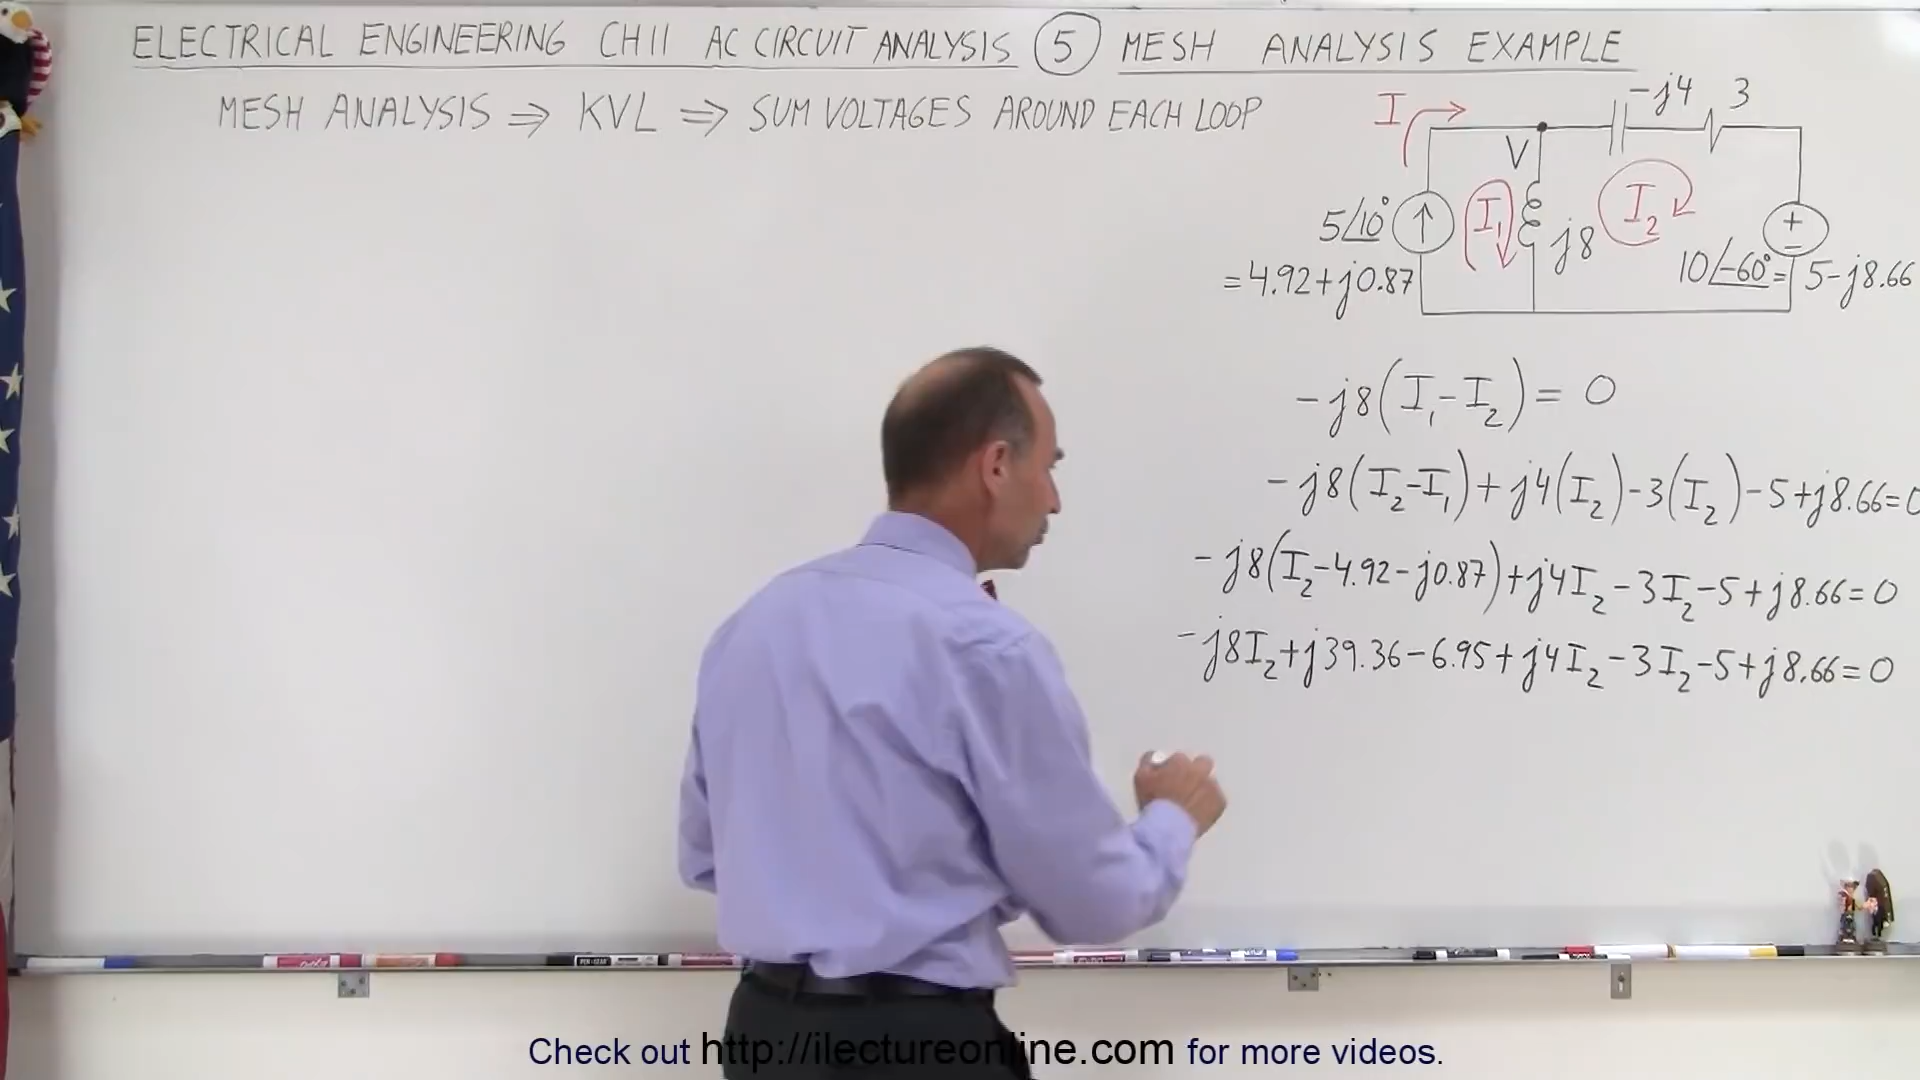 ELECTRICAL ENGINEERING CH 11 AC CIRCUIT ANALYSIS 5 MESH ANALYSIS EXAMPLE
MESH ANALYSIS ⇒ KVL ⇒ SUM VOLTAGES AROUND EACH LOOP
I
-j4 3
V
5∠10° I₁ j8 I₂ + −
= 4.92+j0.87
10∠-60° = 5-j8.66
-j8(I₁-I₂) = 0
-j8(I₂-I₁)+j4(I₂)-3(I₂)-5+j8.66=0
-j8(I₂-4.92-j0.87)+j4I₂-3I₂-5+j8.66=0
-j8I₂+j39.36-6.95+j4I₂-3I₂-5+j8.66=0
Check out http://ilectureonline.com for more videos.